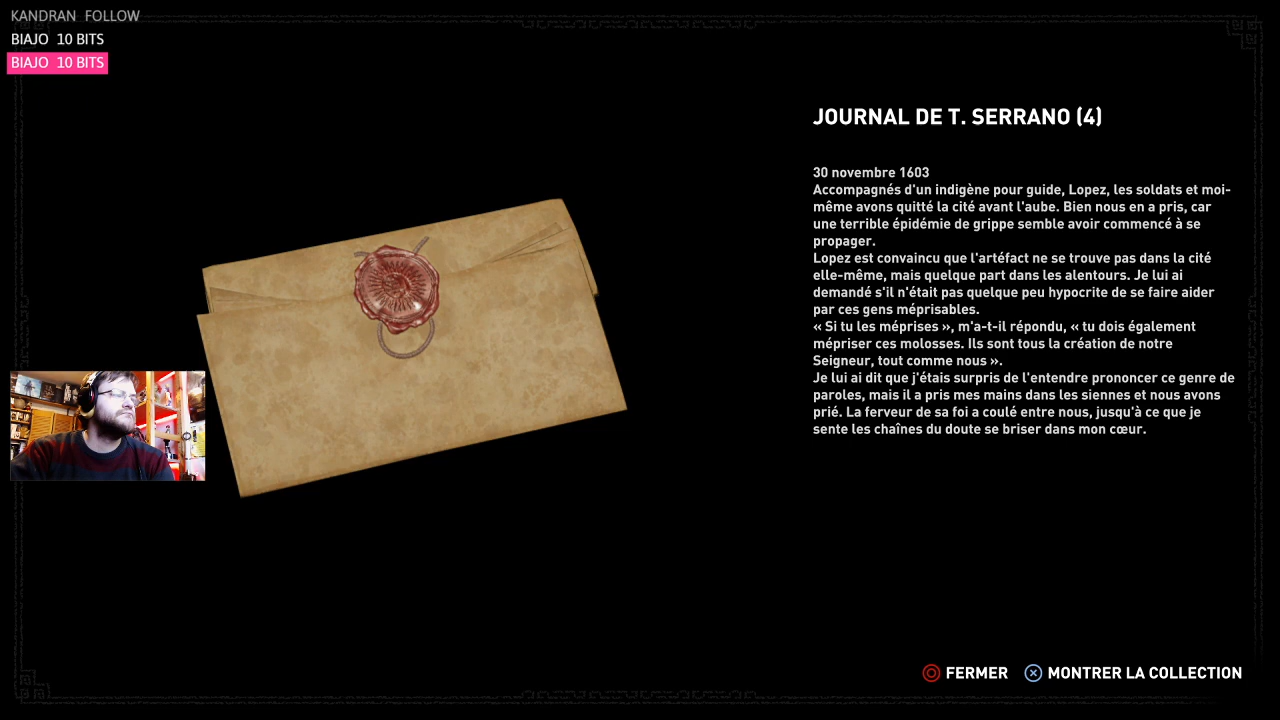 KANDRAN FOLLOW
BIAJO 10 BITS
BIAJO 10 BITS
JOURNAL DE T. SERRANO (4)
30 novembre 1603
Accompagnés d'un indigène pour guide, Lopez, les soldats et moi-
même avons quitté la cité avant l'aube. Bien nous en a pris, car
une terrible épidémie de grippe semble avoir commencé à se
propager.
Lopez est convaincu que l'artéfact ne se trouve pas dans la cité
elle-même, mais quelque part dans les alentours. Je lui ai
demandé s'il n'était pas quelque peu hypocrite de se faire aider
par ces gens méprisables.
« Si tu les méprises », m'a-t-il répondu, « tu dois également
mépriser ces molosses. Ils sont tous la création de notre
Seigneur, tout comme nous ».
Je lui ai dit que j'étais surpris de l'entendre prononcer ce genre de
paroles, mais il a pris mes mains dans les siennes et nous avons
prié. La ferveur de sa foi a coulé entre nous, jusqu'à ce que je
sente les chaînes du doute se briser dans mon cœur.
FERMER
MONTRER LA COLLECTION